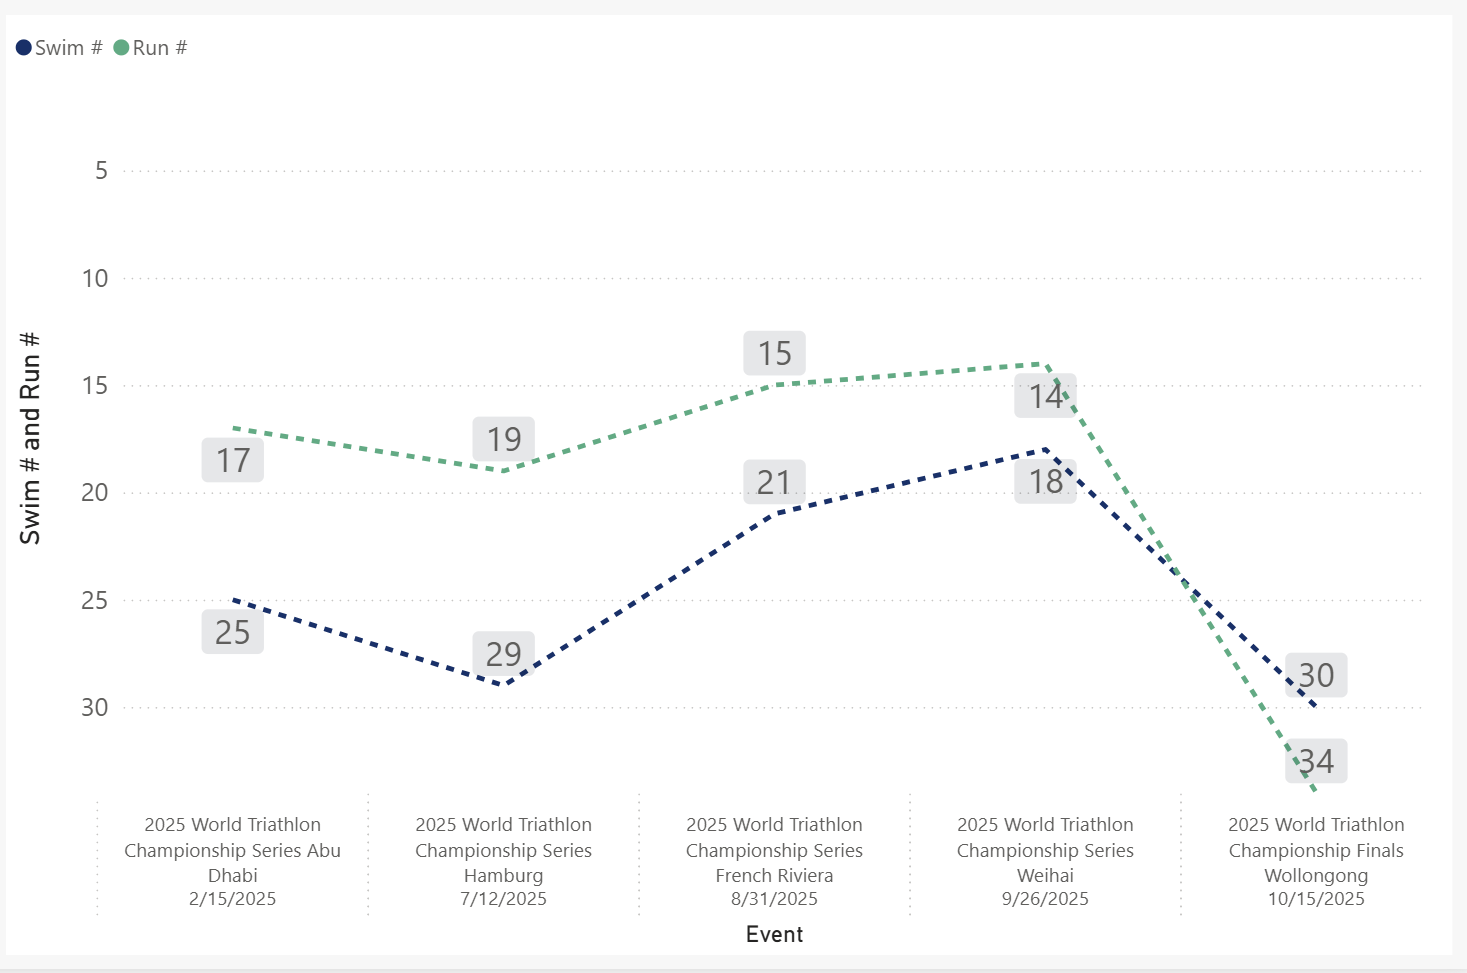 Swim # Run #
5
10
15
20
25
30
Swim # and Run #
17
19
15
14
34
25
29
21
18
30
2025 World Triathlon
Championship Series Abu
Dhabi
2/15/2025
2025 World Triathlon
Championship Series
Hamburg
7/12/2025
2025 World Triathlon
Championship Series
French Riviera
8/31/2025
2025 World Triathlon
Championship Series
Weihai
9/26/2025
2025 World Triathlon
Championship Finals
Wollongong
10/15/2025
Event